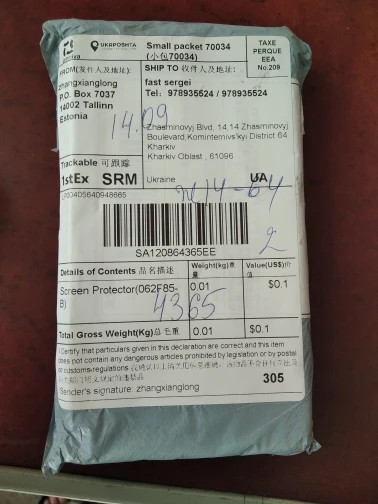 UKRPOSHTA
Small packet 70034
(小包70034)
TAXE
PERQUE
EEA
No.209
FROM(发件人及地址):
zhangxianglong
P.O. Box 7037
14002 Tallinn
Estonia
SHIP TO 收件人及地址:
fast sergei
Tel: 978935524 / 978935524
14.09
Zhasminovyj Blvd, 14,14 Zhasminovyj
Boulevard,Kominternivs'kyi District 64
Kharkiv
Kharkiv Oblast , 61096
Trackable 可跟踪
1stEx SRM
Ukraine
UA
LP00405640948665
SA120864365EE
2
Details of Contents 品名描述
Weight(kg)重量
Value(US$)价值
Screen Protector(062F85-B)
0.01
$0.1
4365
Total Gross Weight(Kg)总毛重
0.01
$0.1
I Certify that particulars given in this declaration are correct and this item
does not contain any dangerous articles prohibited by legislation or by postal
or customs regulations
Sender's signature: zhangxianglong
305